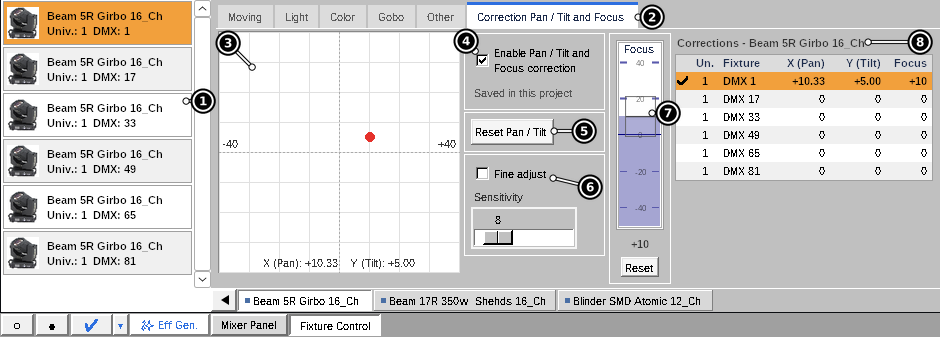 Beam 5R Girbo 16_Ch
Univ.: 1 DMX: 1
Beam 5R Girbo 16_Ch
Univ.: 1 DMX: 17
Beam 5R Girbo 16_Ch
Univ.: 1 DMX: 33
Beam 5R Girbo 16_Ch
Univ.: 1 DMX: 49
Beam 5R Girbo 16_Ch
Univ.: 1 DMX: 65
Beam 5R Girbo 16_Ch
Univ.: 1 DMX: 81
1
Moving Light Color Gobo Other Correction Pan / Tilt and Focus 2
3
-40 +40
X (Pan): +10.33 Y (Tilt): +5.00
4
Enable Pan / Tilt and
Focus correction
Saved in this project
Reset Pan / Tilt 5
Fine adjust 6
Sensitivity
8
Focus
40
20
0
-20
-40
7
+10
Reset
Corrections - Beam 5R Girbo 16_Ch 8
Un. Fixture X (Pan) Y (Tilt) Focus
1 DMX 1 +10.33 +5.00 +10
1 DMX 17 0 0 0
1 DMX 33 0 0 0
1 DMX 49 0 0 0
1 DMX 65 0 0 0
1 DMX 81 0 0 0
Beam 5R Girbo 16_Ch Beam 17R 350w Shehds 16_Ch Blinder SMD Atomic 12_Ch
Eff Gen. Mixer Panel Fixture Control